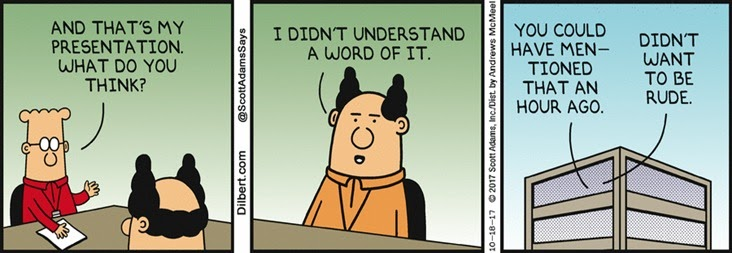 AND THAT'S MY
PRESENTATION.
WHAT DO YOU
THINK?
Dilbert.com @ScottAdamsSays
I DIDN'T UNDERSTAND
A WORD OF IT.
10-18-17 © 2017 Scott Adams, Inc./Dist. by Andrews McMeel
YOU COULD
HAVE MEN–
TIONED
THAT AN
HOUR AGO.
DIDN'T
WANT
TO BE
RUDE.